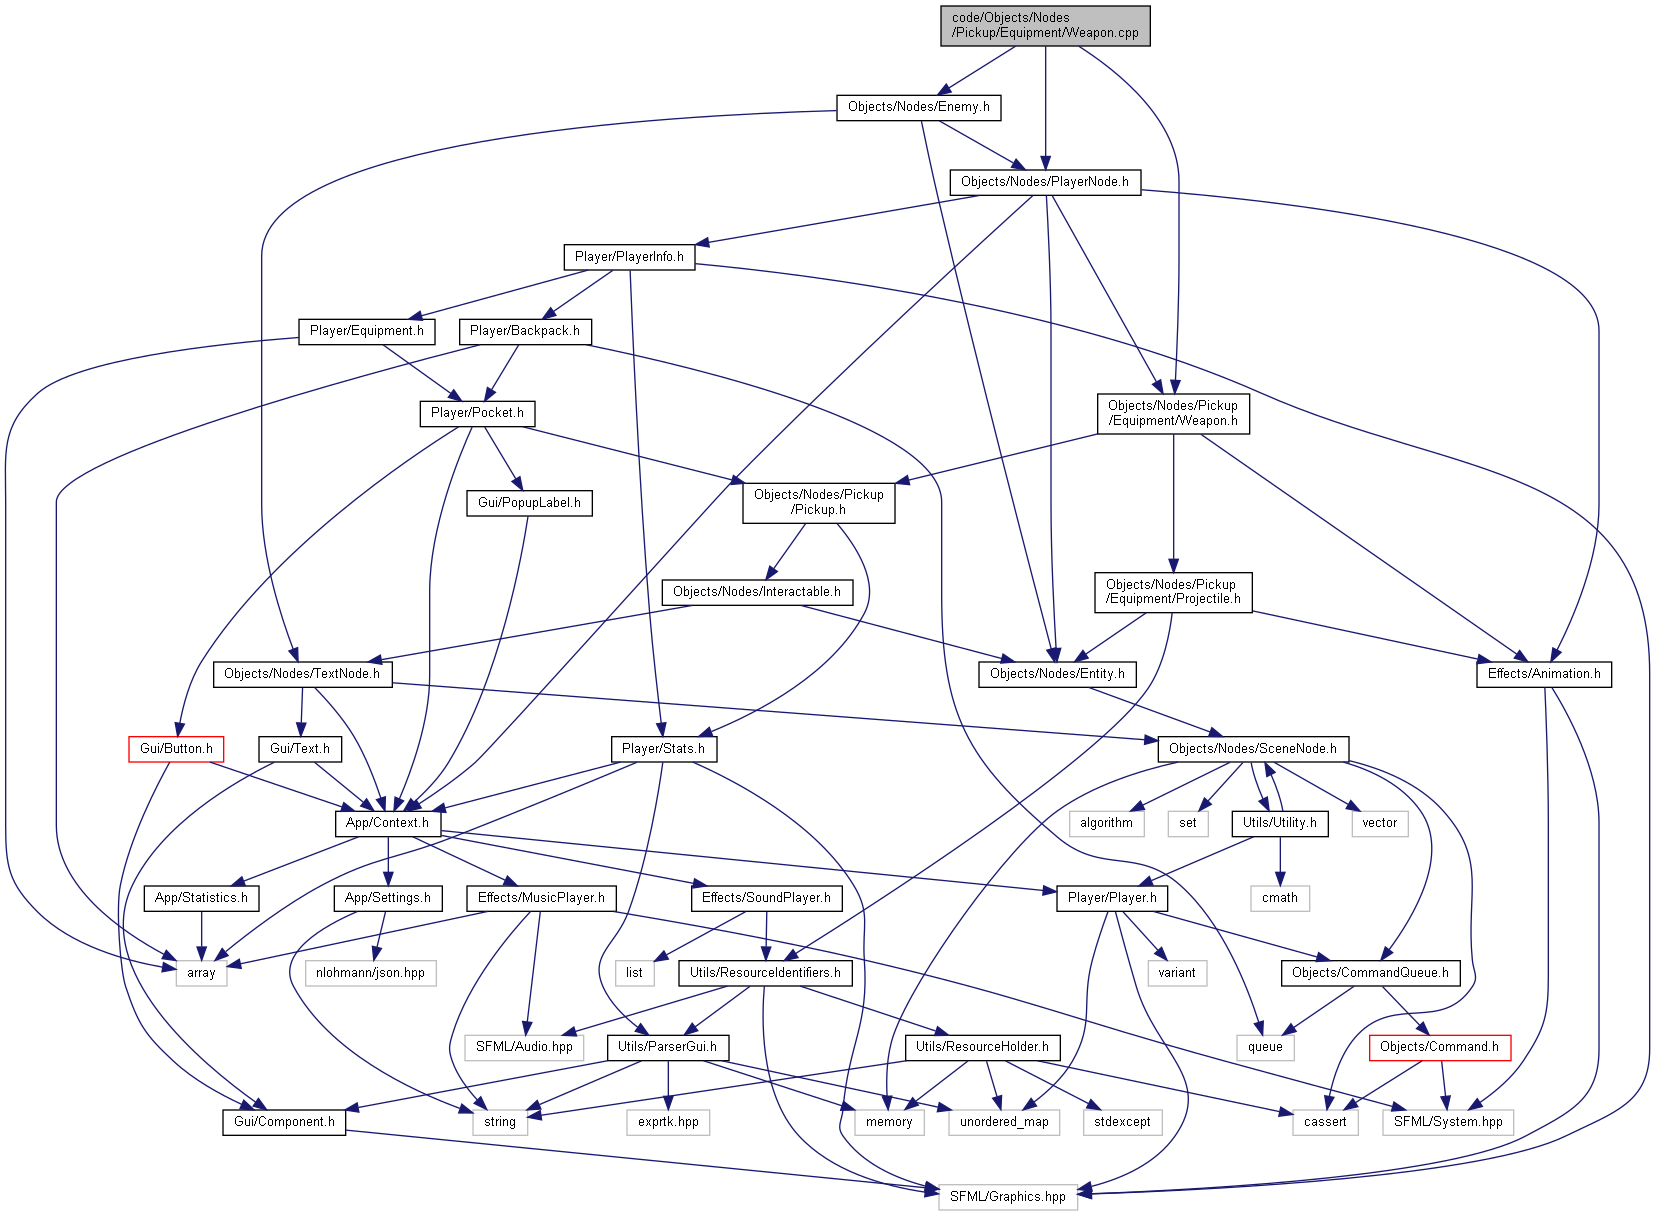 code/Objects/Nodes
/Pickup/Equipment/Weapon.cpp
Objects/Nodes/Enemy.h
Objects/Nodes/PlayerNode.h
Player/PlayerInfo.h
Player/Equipment.h
Player/Backpack.h
Player/Pocket.h
Objects/Nodes/Pickup
/Equipment/Weapon.h
Gui/PopupLabel.h
Objects/Nodes/Pickup
/Pickup.h
Objects/Nodes/Interactable.h
Objects/Nodes/Pickup
/Equipment/Projectile.h
Objects/Nodes/TextNode.h
Objects/Nodes/Entity.h
Effects/Animation.h
Gui/Button.h
Gui/Text.h
Player/Stats.h
Objects/Nodes/SceneNode.h
App/Context.h
algorithm
set
Utils/Utility.h
vector
App/Statistics.h
App/Settings.h
Effects/MusicPlayer.h
Effects/SoundPlayer.h
Player/Player.h
cmath
array
nlohmann/json.hpp
list
Utils/ResourceIdentifiers.h
variant
Objects/CommandQueue.h
SFML/Audio.hpp
Utils/ParserGui.h
Utils/ResourceHolder.h
queue
Objects/Command.h
Gui/Component.h
string
exprtk.hpp
memory
unordered_map
stdexcept
cassert
SFML/System.hpp
SFML/Graphics.hpp